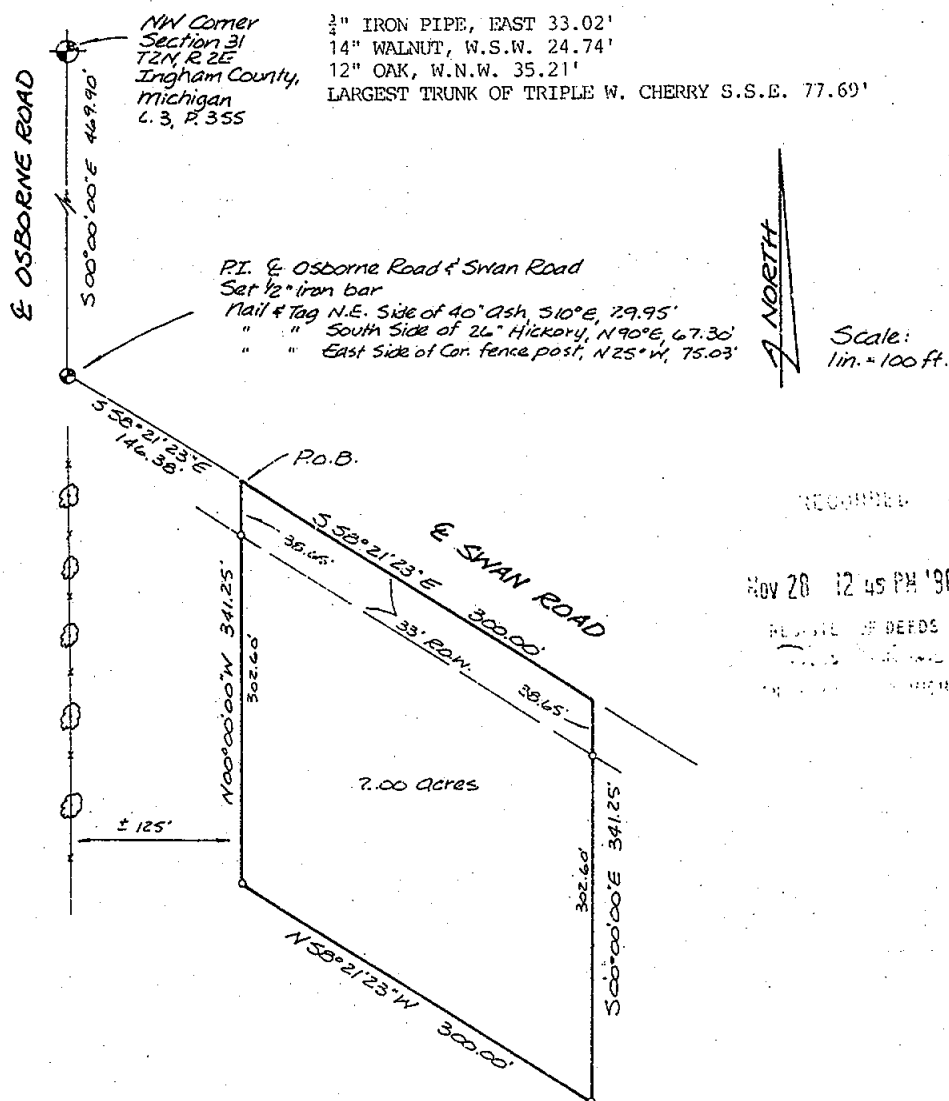 NW Corner
Section 31
T2N, R2E
Ingham County,
Michigan
L. 3, P. 355
3/4" IRON PIPE, EAST 33.02'
14" WALNUT, W.S.W. 24.74'
12" OAK, W.N.W. 35.21'
LARGEST TRUNK OF TRIPLE W. CHERRY S.S.E. 77.69'
℄ OSBORNE ROAD
S00°00'00"E 469.90'
P.I. ℄ Osborne Road & Swan Road
Set 1/2" iron bar
Nail & Tag N.E. Side of 40" Ash, S10°E, 79.95'
" " South Side of 26" Hickory, N90°E, 67.30'
" " East Side of Cor. fence post, N25°W, 75.03'
NORTH
Scale:
1in. = 100 ft.
S58°21'23"E
146.38'
P.O.B.
S58°21'23"E 300.00'
℄ SWAN ROAD
38.65'
33' R.O.W.
38.65'
N00°00'00"W 341.25'
302.60'
2.00 Acres
302.60'
S00°00'00"E 341.25'
± 125'
N58°21'23"W 300.00'
RECORDED
Nov 28 12 45 PM
DEEDS